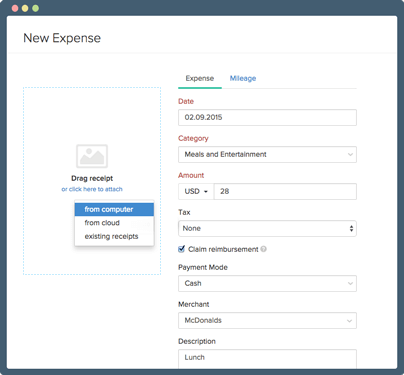 New Expense
Expense
Mileage
Drag receipt
or click here to attach
from computer
from cloud
existing receipts
Date
02.09.2015
Category
Meals and Entertainment
Amount
USD 28
Tax
None
Claim reimbursement
Payment Mode
Cash
Merchant
McDonalds
Description
Lunch